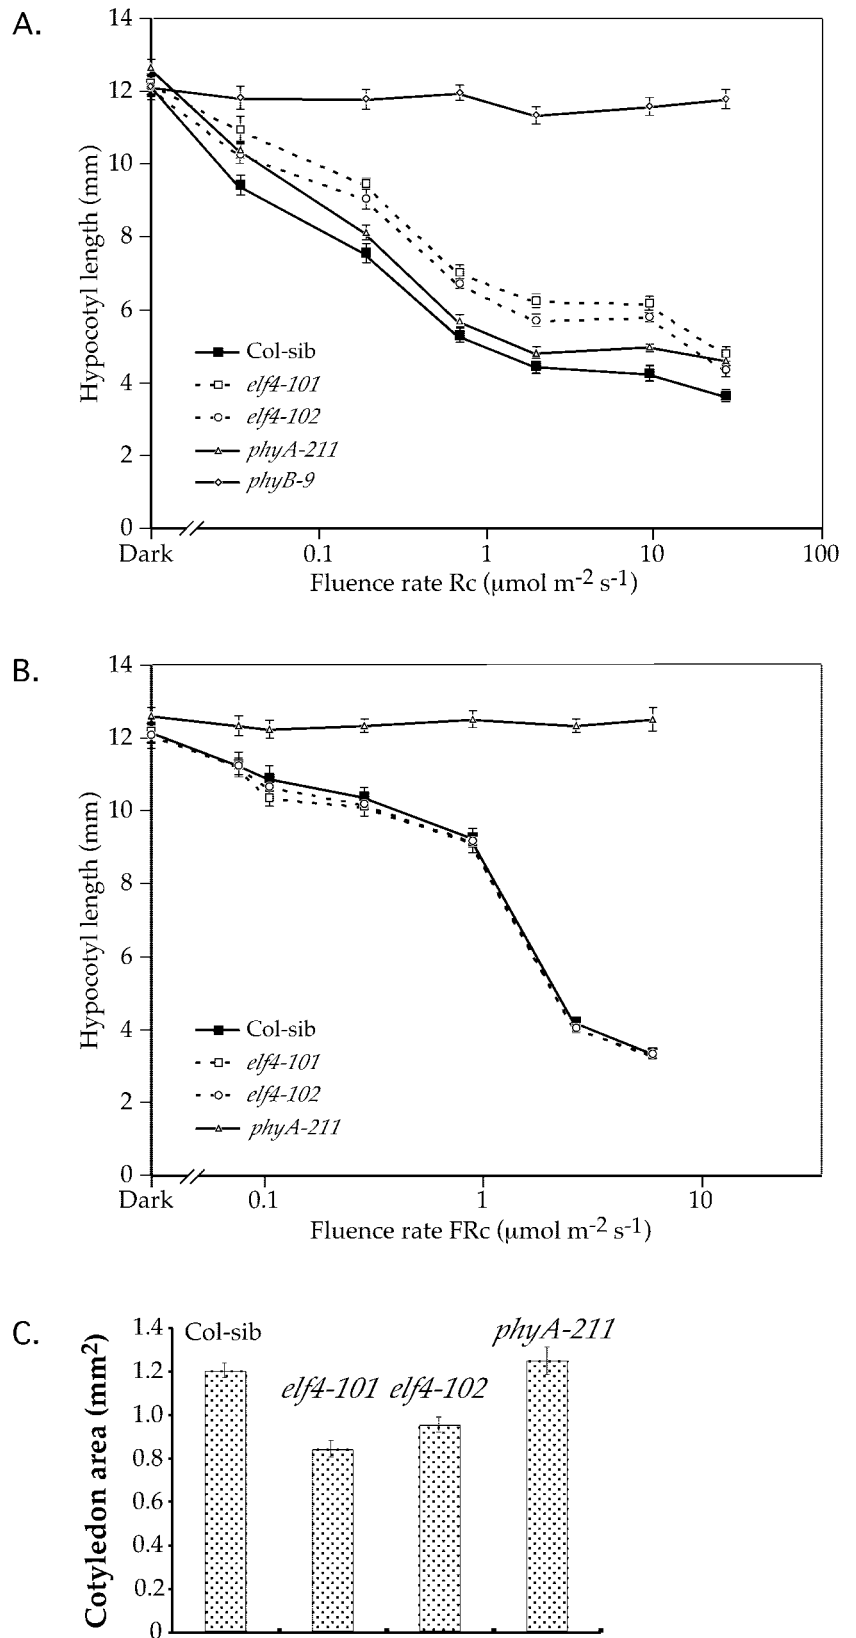 A.
14
12
10
8
6
4
2
0
Hypocotyl length (mm)
Col-sib
elf4-101
elf4-102
phyA-211
phyB-9
Dark 0.1 1 10 100
Fluence rate Rc (μmol m-2 s-1)
B.
14
12
10
8
6
4
2
0
Hypocotyl length (mm)
Col-sib
elf4-101
elf4-102
phyA-211
Dark 0.1 1 10
Fluence rate FRc (μmol m-2 s-1)
C.
1.4
1.2
1.0
0.8
0.6
0.4
0.2
0
Cotyledon area (mm2)
Col-sib
elf4-101
elf4-102
phyA-211